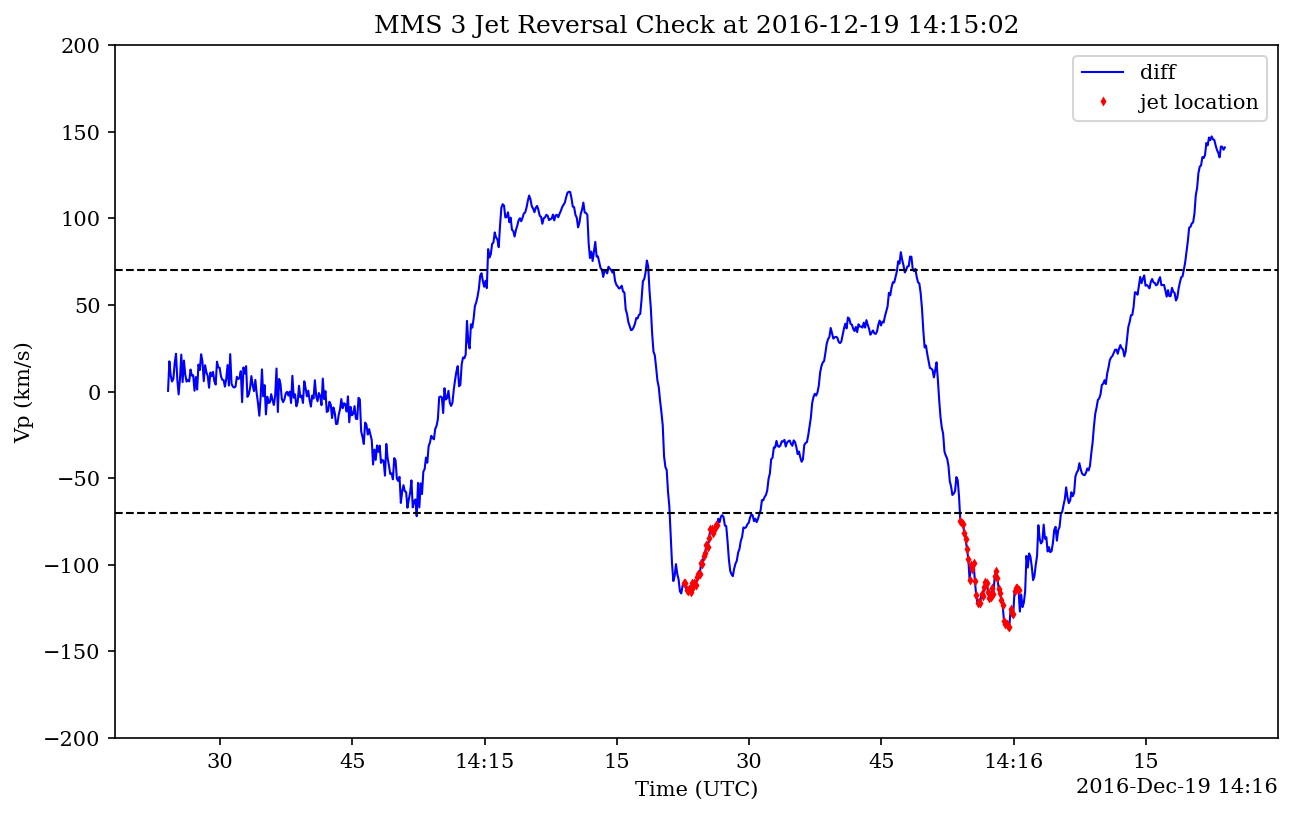 MMS 3 Jet Reversal Check at 2016-12-19 14:15:02
diff
jet location
200
150
100
50
0
−50
−100
−150
−200
Vp (km/s)
30
45
14:15
15
30
45
14:16
15
Time (UTC)
2016-Dec-19 14:16